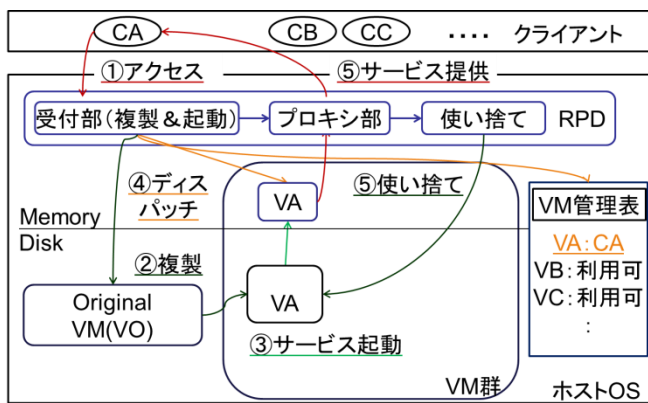 CA
CB
CC
....
クライアント
①アクセス
⑤サービス提供
受付部(複製&起動)
プロキシ部
使い捨て
RPD
④ディス
パッチ
VA
⑤使い捨て
VM管理表
Memory
Disk
VA:CA
VB:利用可
VC:利用可
:
②複製
Original
VM(VO)
VA
③サービス起動
VM群
ホストOS